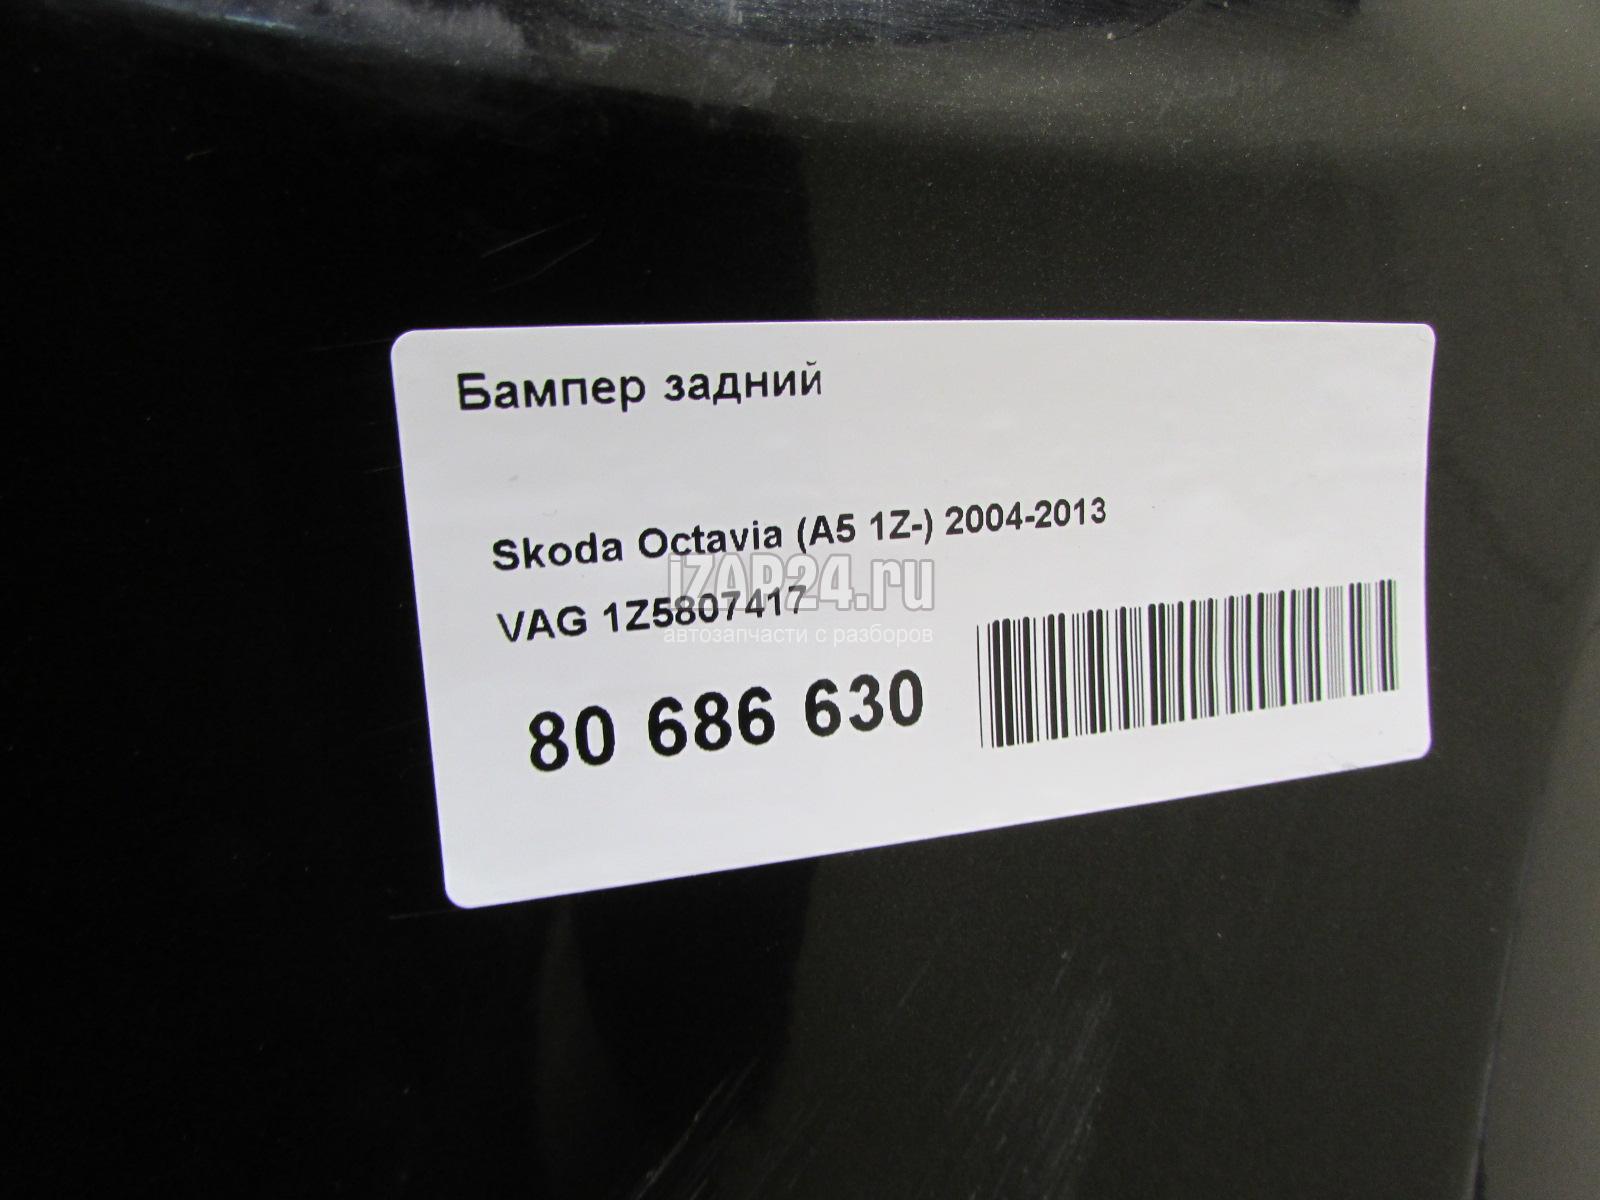 Бампер задний
Skoda Octavia (A5 1Z-) 2004-2013
iZAP24.ru
VAG 1Z5807417
автозапчасти с разборов
80 686 630